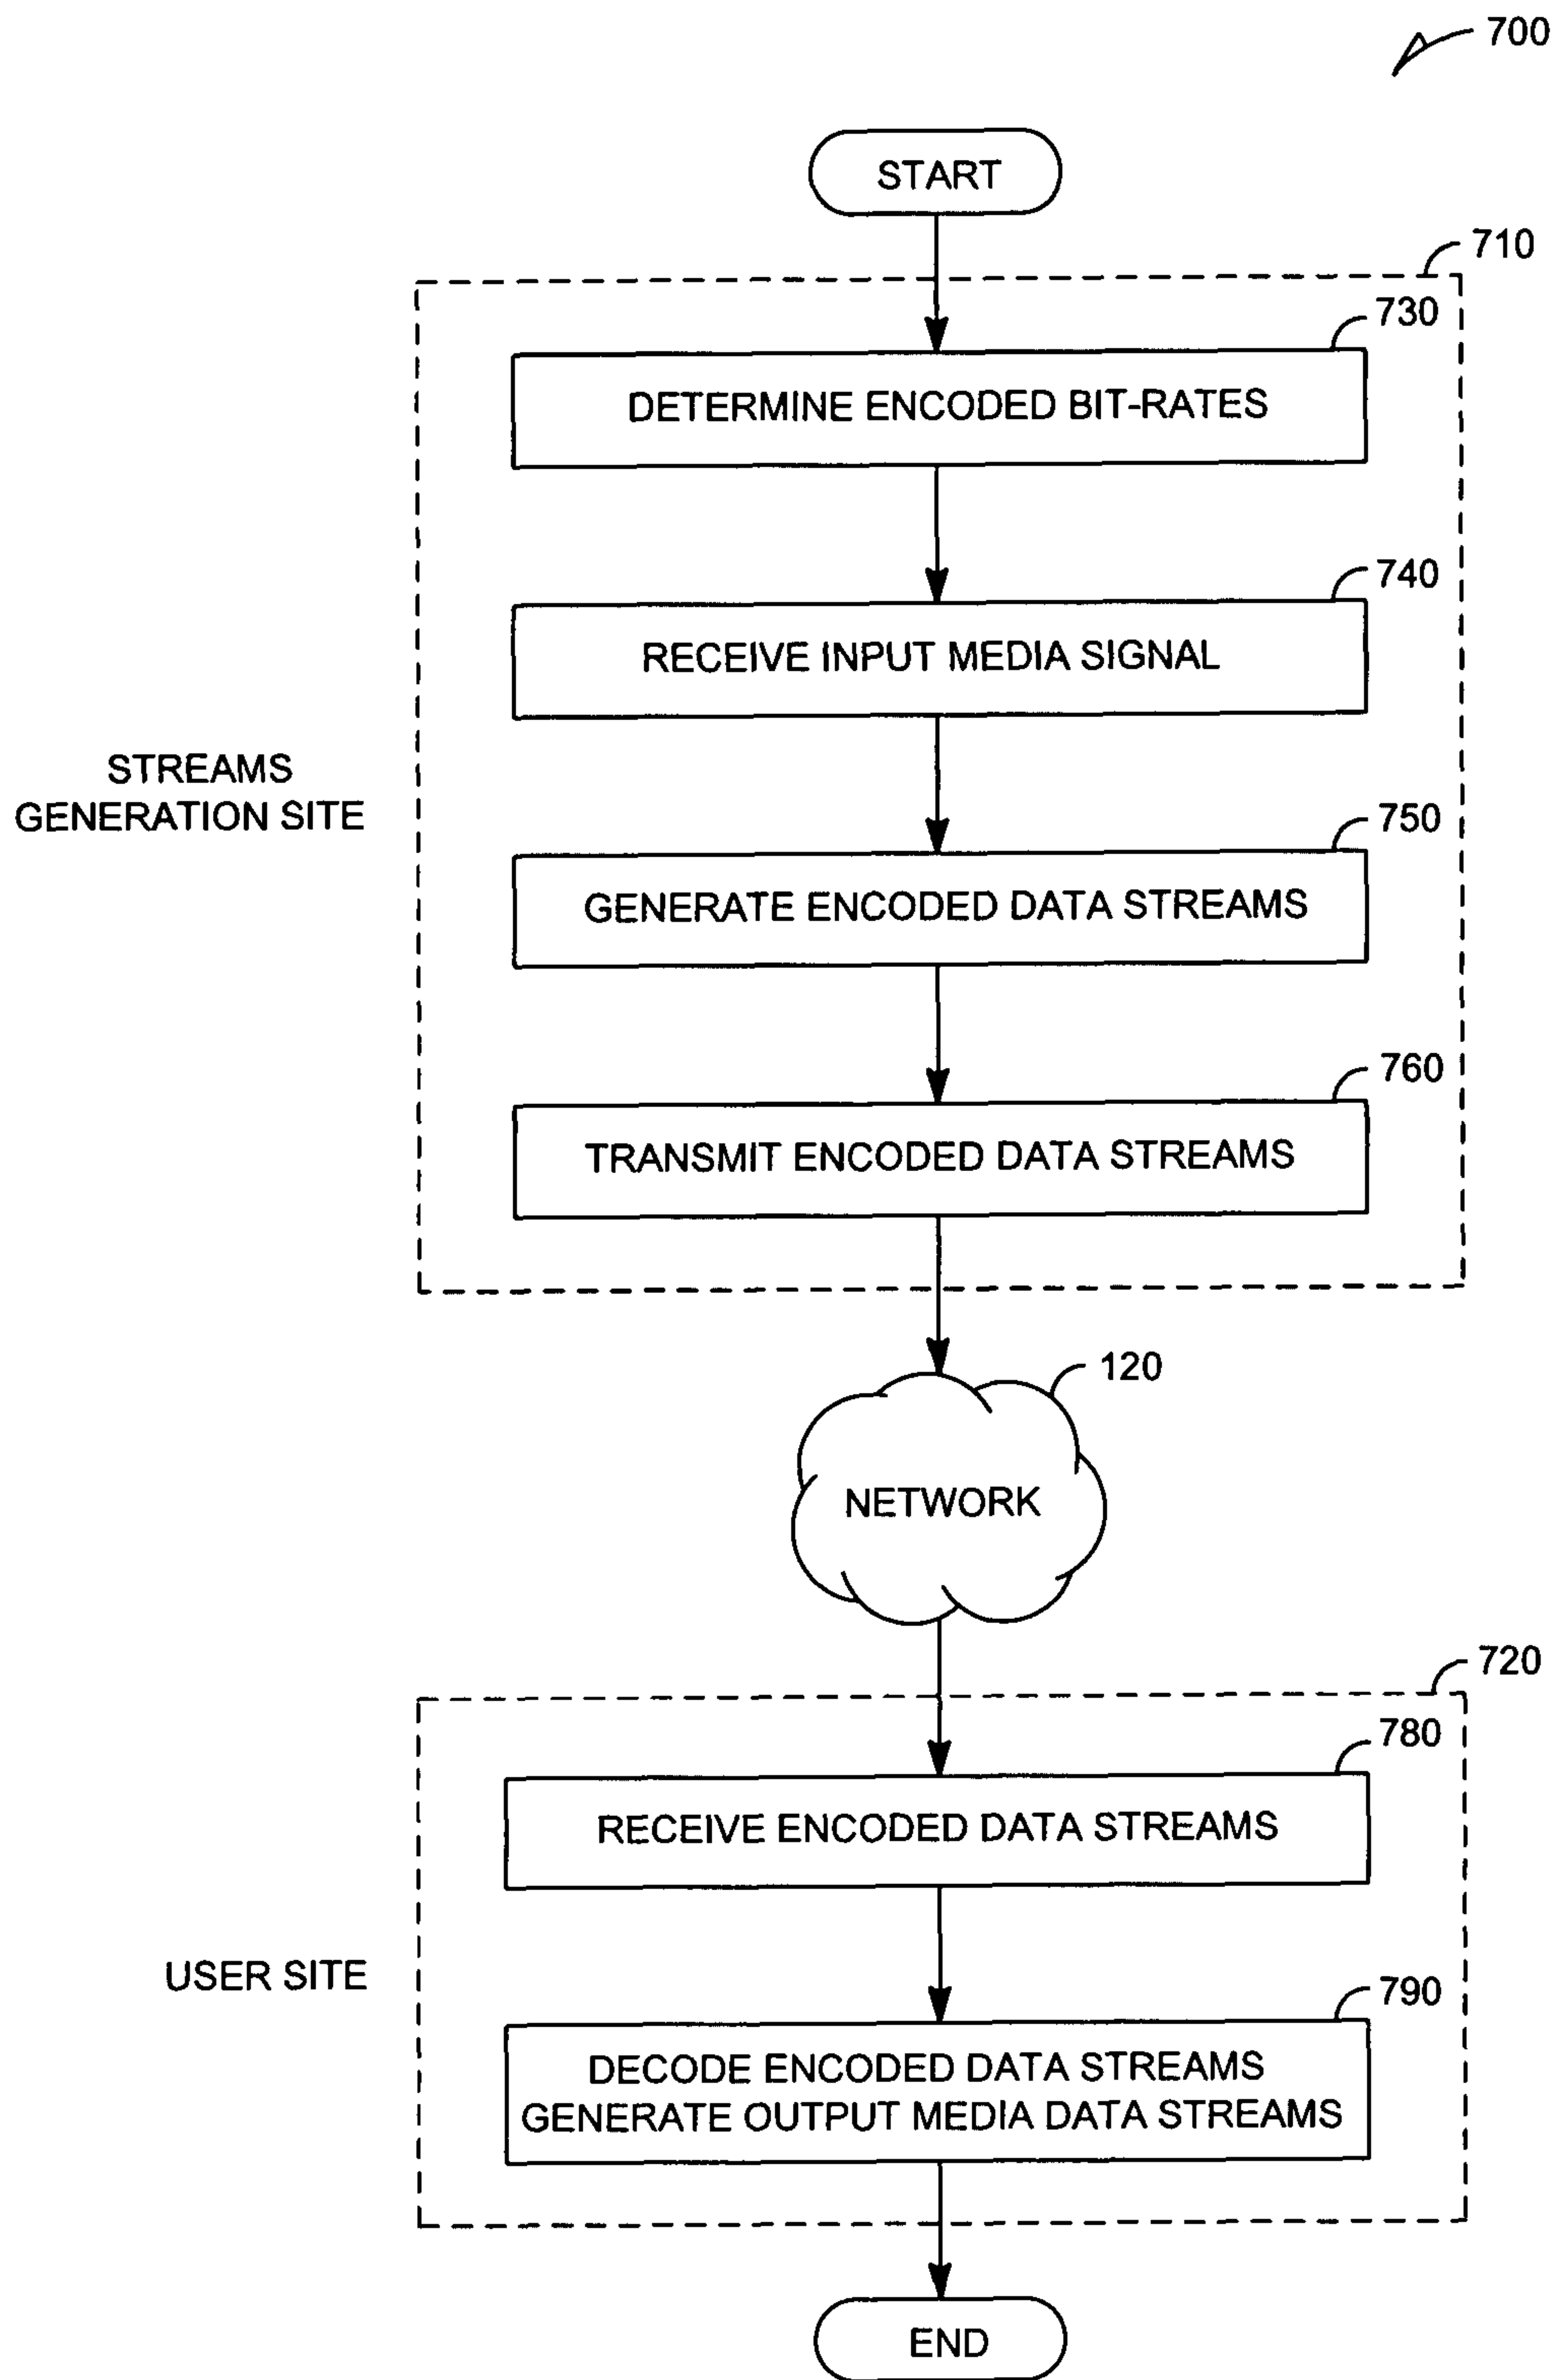 700
START
710
730
DETERMINE ENCODED BIT-RATES
740
RECEIVE INPUT MEDIA SIGNAL
STREAMS
GENERATION SITE
750
GENERATE ENCODED DATA STREAMS
760
TRANSMIT ENCODED DATA STREAMS
120
NETWORK
720
780
RECEIVE ENCODED DATA STREAMS
USER SITE
790
DECODE ENCODED DATA STREAMS
GENERATE OUTPUT MEDIA DATA STREAMS
END